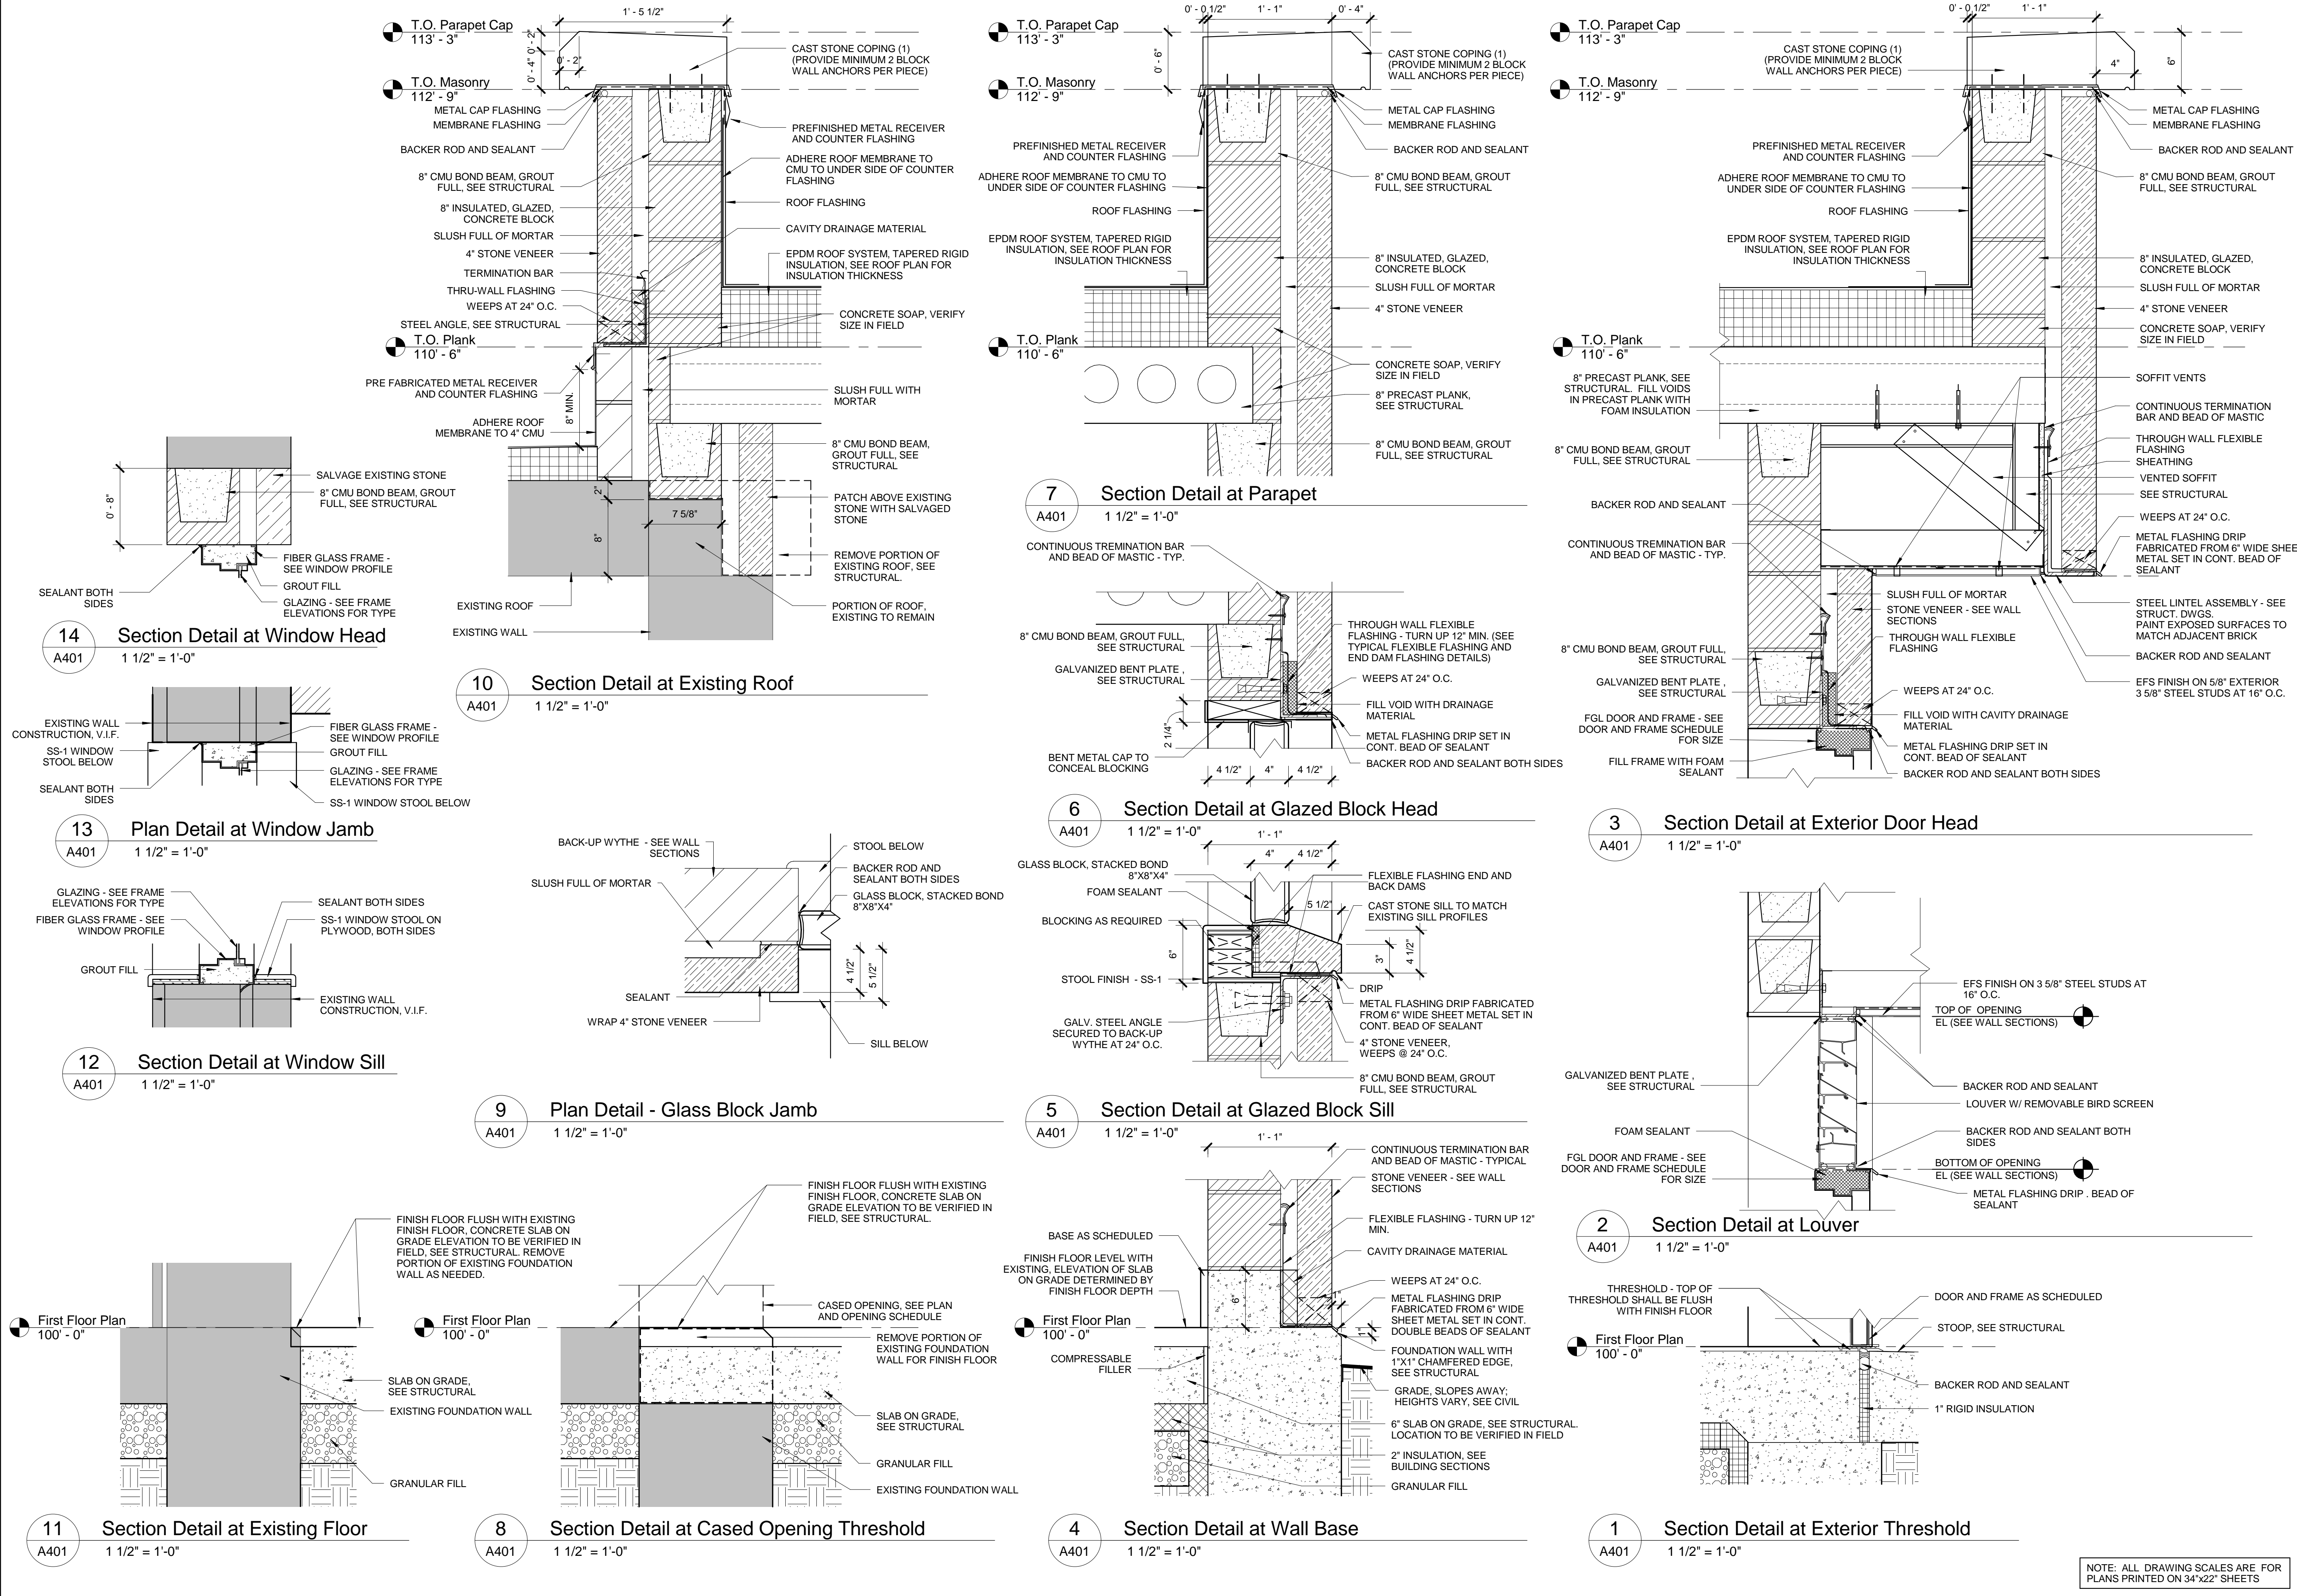 1' - 5 1/2"
T.O. Parapet Cap
113' - 3"
0' - 2"
0' - 4"
0' - 2"
CAST STONE COPING (1)
(PROVIDE MINIMUM 2 BLOCK
WALL ANCHORS PER PIECE)
T.O. Masonry
112' - 9"
METAL CAP FLASHING
MEMBRANE FLASHING
BACKER ROD AND SEALANT
8" CMU BOND BEAM, GROUT
FULL, SEE STRUCTURAL
8" INSULATED, GLAZED,
CONCRETE BLOCK
SLUSH FULL OF MORTAR
4" STONE VENEER
TERMINATION BAR
THRU-WALL FLASHING
WEEPS AT 24" O.C.
STEEL ANGLE, SEE STRUCTURAL
T.O. Plank
110' - 6"
PRE FABRICATED METAL RECEIVER
AND COUNTER FLASHING
8" MIN.
ADHERE ROOF
MEMBRANE TO 4" CMU
PREFINISHED METAL RECEIVER
AND COUNTER FLASHING
ADHERE ROOF MEMBRANE TO
CMU TO UNDER SIDE OF COUNTER
FLASHING
ROOF FLASHING
CAVITY DRAINAGE MATERIAL
EPDM ROOF SYSTEM, TAPERED RIGID
INSULATION, SEE ROOF PLAN FOR
INSULATION THICKNESS
CONCRETE SOAP, VERIFY
SIZE IN FIELD
SLUSH FULL WITH
MORTAR
8" CMU BOND BEAM,
GROUT FULL, SEE
STRUCTURAL
PATCH ABOVE EXISTING
STONE WITH SALVAGED
STONE
REMOVE PORTION OF
EXISTING ROOF, SEE
STRUCTURAL.
PORTION OF ROOF,
EXISTING TO REMAIN
2"
8"
7 5/8"
EXISTING ROOF
EXISTING WALL
10
A401
Section Detail at Existing Roof
1 1/2" = 1'-0"
0' - 8"
SALVAGE EXISTING STONE
8" CMU BOND BEAM, GROUT
FULL, SEE STRUCTURAL
FIBER GLASS FRAME -
SEE WINDOW PROFILE
GROUT FILL
GLAZING - SEE FRAME
ELEVATIONS FOR TYPE
SEALANT BOTH
SIDES
14
A401
Section Detail at Window Head
1 1/2" = 1'-0"
EXISTING WALL
CONSTRUCTION, V.I.F.
SS-1 WINDOW
STOOL BELOW
SEALANT BOTH
SIDES
FIBER GLASS FRAME -
SEE WINDOW PROFILE
GROUT FILL
GLAZING - SEE FRAME
ELEVATIONS FOR TYPE
SS-1 WINDOW STOOL BELOW
13
A401
Plan Detail at Window Jamb
1 1/2" = 1'-0"
GLAZING - SEE FRAME
ELEVATIONS FOR TYPE
FIBER GLASS FRAME - SEE
WINDOW PROFILE
GROUT FILL
SEALANT BOTH SIDES
SS-1 WINDOW STOOL ON
PLYWOOD, BOTH SIDES
EXISTING WALL
CONSTRUCTION, V.I.F.
12
A401
Section Detail at Window Sill
1 1/2" = 1'-0"
BACK-UP WYTHE - SEE WALL
SECTIONS
SLUSH FULL OF MORTAR
SEALANT
WRAP 4" STONE VENEER
STOOL BELOW
BACKER ROD AND
SEALANT BOTH SIDES
GLASS BLOCK, STACKED BOND
8"X8"X4"
4 1/2"
5 1/2"
SILL BELOW
9
A401
Plan Detail - Glass Block Jamb
1 1/2" = 1'-0"
FINISH FLOOR FLUSH WITH EXISTING
FINISH FLOOR, CONCRETE SLAB ON
GRADE ELEVATION TO BE VERIFIED IN
FIELD, SEE STRUCTURAL. REMOVE
PORTION OF EXISTING FOUNDATION
WALL AS NEEDED.
First Floor Plan
100' - 0"
SLAB ON GRADE,
SEE STRUCTURAL
EXISTING FOUNDATION WALL
GRANULAR FILL
11
A401
Section Detail at Existing Floor
1 1/2" = 1'-0"
FINISH FLOOR FLUSH WITH EXISTING
FINISH FLOOR, CONCRETE SLAB ON
GRADE ELEVATION TO BE VERIFIED IN
FIELD, SEE STRUCTURAL.
First Floor Plan
100' - 0"
CASED OPENING, SEE PLAN
AND OPENING SCHEDULE
REMOVE PORTION OF
EXISTING FOUNDATION
WALL FOR FINISH FLOOR
SLAB ON GRADE,
SEE STRUCTURAL
GRANULAR FILL
EXISTING FOUNDATION WALL
8
A401
Section Detail at Cased Opening Threshold
1 1/2" = 1'-0"
0' - 0 1/2"
1' - 1"
0' - 4"
T.O. Parapet Cap
113' - 3"
0' - 6"
T.O. Masonry
112' - 9"
CAST STONE COPING (1)
(PROVIDE MINIMUM 2 BLOCK
WALL ANCHORS PER PIECE)
METAL CAP FLASHING
MEMBRANE FLASHING
BACKER ROD AND SEALANT
8" CMU BOND BEAM, GROUT
FULL, SEE STRUCTURAL
PREFINISHED METAL RECEIVER
AND COUNTER FLASHING
ADHERE ROOF MEMBRANE TO CMU TO
UNDER SIDE OF COUNTER FLASHING
ROOF FLASHING
EPDM ROOF SYSTEM, TAPERED RIGID
INSULATION, SEE ROOF PLAN FOR
INSULATION THICKNESS
8" INSULATED, GLAZED,
CONCRETE BLOCK
SLUSH FULL OF MORTAR
4" STONE VENEER
T.O. Plank
110' - 6"
CONCRETE SOAP, VERIFY
SIZE IN FIELD
8" PRECAST PLANK,
SEE STRUCTURAL
8" CMU BOND BEAM, GROUT
FULL, SEE STRUCTURAL
7
A401
Section Detail at Parapet
1 1/2" = 1'-0"
CONTINUOUS TREMINATION BAR
AND BEAD OF MASTIC - TYP.
8" CMU BOND BEAM, GROUT FULL,
SEE STRUCTURAL
GALVANIZED BENT PLATE ,
SEE STRUCTURAL
2 1/4"
BENT METAL CAP TO
CONCEAL BLOCKING
THROUGH WALL FLEXIBLE
FLASHING - TURN UP 12" MIN. (SEE
TYPICAL FLEXIBLE FLASHING AND
END DAM FLASHING DETAILS)
WEEPS AT 24" O.C.
FILL VOID WITH DRAINAGE
MATERIAL
METAL FLASHING DRIP SET IN
CONT. BEAD OF SEALANT
BACKER ROD AND SEALANT BOTH SIDES
4 1/2"
4"
4 1/2"
6
A401
Section Detail at Glazed Block Head
1 1/2" = 1'-0"
1' - 1"
4"
4 1/2"
GLASS BLOCK, STACKED BOND
8"X8"X4"
FOAM SEALANT
BLOCKING AS REQUIRED
6"
STOOL FINISH - SS-1
GALV. STEEL ANGLE
SECURED TO BACK-UP
WYTHE AT 24" O.C.
FLEXIBLE FLASHING END AND
BACK DAMS
5 1/2"
CAST STONE SILL TO MATCH
EXISTING SILL PROFILES
3"
4 1/2"
DRIP
METAL FLASHING DRIP FABRICATED
FROM 6" WIDE SHEET METAL SET IN
CONT. BEAD OF SEALANT
4" STONE VENEER,
WEEPS @ 24" O.C.
8" CMU BOND BEAM, GROUT
FULL, SEE STRUCTURAL
5
A401
Section Detail at Glazed Block Sill
1 1/2" = 1'-0"
1' - 1"
CONTINUOUS TERMINATION BAR
AND BEAD OF MASTIC - TYPICAL
STONE VENEER - SEE WALL
SECTIONS
FLEXIBLE FLASHING - TURN UP 12"
MIN.
CAVITY DRAINAGE MATERIAL
WEEPS AT 24" O.C.
METAL FLASHING DRIP
FABRICATED FROM 6" WIDE
SHEET METAL SET IN CONT.
DOUBLE BEADS OF SEALANT
FOUNDATION WALL WITH
1"X1" CHAMFERED EDGE,
SEE STRUCTURAL
GRADE, SLOPES AWAY;
HEIGHTS VARY, SEE CIVIL
6" SLAB ON GRADE, SEE STRUCTURAL.
LOCATION TO BE VERIFIED IN FIELD
2" INSULATION, SEE
BUILDING SECTIONS
GRANULAR FILL
BASE AS SCHEDULED
FINISH FLOOR LEVEL WITH
EXISTING, ELEVATION OF SLAB
ON GRADE DETERMINED BY
FINISH FLOOR DEPTH
6"
1"
1"
First Floor Plan
100' - 0"
COMPRESSABLE
FILLER
4
A401
Section Detail at Wall Base
1 1/2" = 1'-0"
0' - 0 1/2"
1' - 1"
T.O. Parapet Cap
113' - 3"
CAST STONE COPING (1)
(PROVIDE MINIMUM 2 BLOCK
WALL ANCHORS PER PIECE)
4"
6"
T.O. Masonry
112' - 9"
METAL CAP FLASHING
MEMBRANE FLASHING
BACKER ROD AND SEALANT
8" CMU BOND BEAM, GROUT
FULL, SEE STRUCTURAL
PREFINISHED METAL RECEIVER
AND COUNTER FLASHING
ADHERE ROOF MEMBRANE TO CMU TO
UNDER SIDE OF COUNTER FLASHING
ROOF FLASHING
EPDM ROOF SYSTEM, TAPERED RIGID
INSULATION, SEE ROOF PLAN FOR
INSULATION THICKNESS
8" INSULATED, GLAZED,
CONCRETE BLOCK
SLUSH FULL OF MORTAR
4" STONE VENEER
CONCRETE SOAP, VERIFY
SIZE IN FIELD
T.O. Plank
110' - 6"
8" PRECAST PLANK, SEE
STRUCTURAL. FILL VOIDS
IN PRECAST PLANK WITH
FOAM INSULATION
8" CMU BOND BEAM, GROUT
FULL, SEE STRUCTURAL
BACKER ROD AND SEALANT
CONTINUOUS TERMINATION BAR
AND BEAD OF MASTIC - TYP.
SOFFIT VENTS
CONTINUOUS TERMINATION
BAR AND BEAD OF MASTIC
THROUGH WALL FLEXIBLE
FLASHING
SHEATHING
VENTED SOFFIT
SEE STRUCTURAL
WEEPS AT 24" O.C.
METAL FLASHING DRIP
FABRICATED FROM 6" WIDE SHEE
METAL SET IN CONT. BEAD OF
SEALANT
STEEL LINTEL ASSEMBLY - SEE
STRUCT. DWGS.
PAINT EXPOSED SURFACES TO
MATCH ADJACENT BRICK
BACKER ROD AND SEALANT
EFS FINISH ON 5/8" EXTERIOR
3 5/8" STEEL STUDS AT 16" O.C.
SLUSH FULL OF MORTAR
STONE VENEER - SEE WALL
SECTIONS
THROUGH WALL FLEXIBLE
FLASHING
8" CMU BOND BEAM, GROUT FULL,
SEE STRUCTURAL
GALVANIZED BENT PLATE ,
SEE STRUCTURAL
FGL DOOR AND FRAME - SEE
DOOR AND FRAME SCHEDULE
FOR SIZE
FILL FRAME WITH FOAM
SEALANT
WEEPS AT 24" O.C.
FILL VOID WITH CAVITY DRAINAGE
MATERIAL
METAL FLASHING DRIP SET IN
CONT. BEAD OF SEALANT
BACKER ROD AND SEALANT BOTH SIDES
3
A401
Section Detail at Exterior Door Head
1 1/2" = 1'-0"
EFS FINISH ON 3 5/8" STEEL STUDS AT
16" O.C.
TOP OF OPENING
EL (SEE WALL SECTIONS)
GALVANIZED BENT PLATE ,
SEE STRUCTURAL
BACKER ROD AND SEALANT
LOUVER W/ REMOVABLE BIRD SCREEN
FOAM SEALANT
BACKER ROD AND SEALANT BOTH
SIDES
FGL DOOR AND FRAME - SEE
DOOR AND FRAME SCHEDULE
FOR SIZE
BOTTOM OF OPENING
EL (SEE WALL SECTIONS)
METAL FLASHING DRIP . BEAD OF
SEALANT
2
A401
Section Detail at Louver
1 1/2" = 1'-0"
THRESHOLD - TOP OF
THRESHOLD SHALL BE FLUSH
WITH FINISH FLOOR
DOOR AND FRAME AS SCHEDULED
STOOP, SEE STRUCTURAL
First Floor Plan
100' - 0"
BACKER ROD AND SEALANT
1" RIGID INSULATION
1
A401
Section Detail at Exterior Threshold
1 1/2" = 1'-0"
NOTE: ALL DRAWING SCALES ARE FOR
PLANS PRINTED ON 34"x22" SHEETS